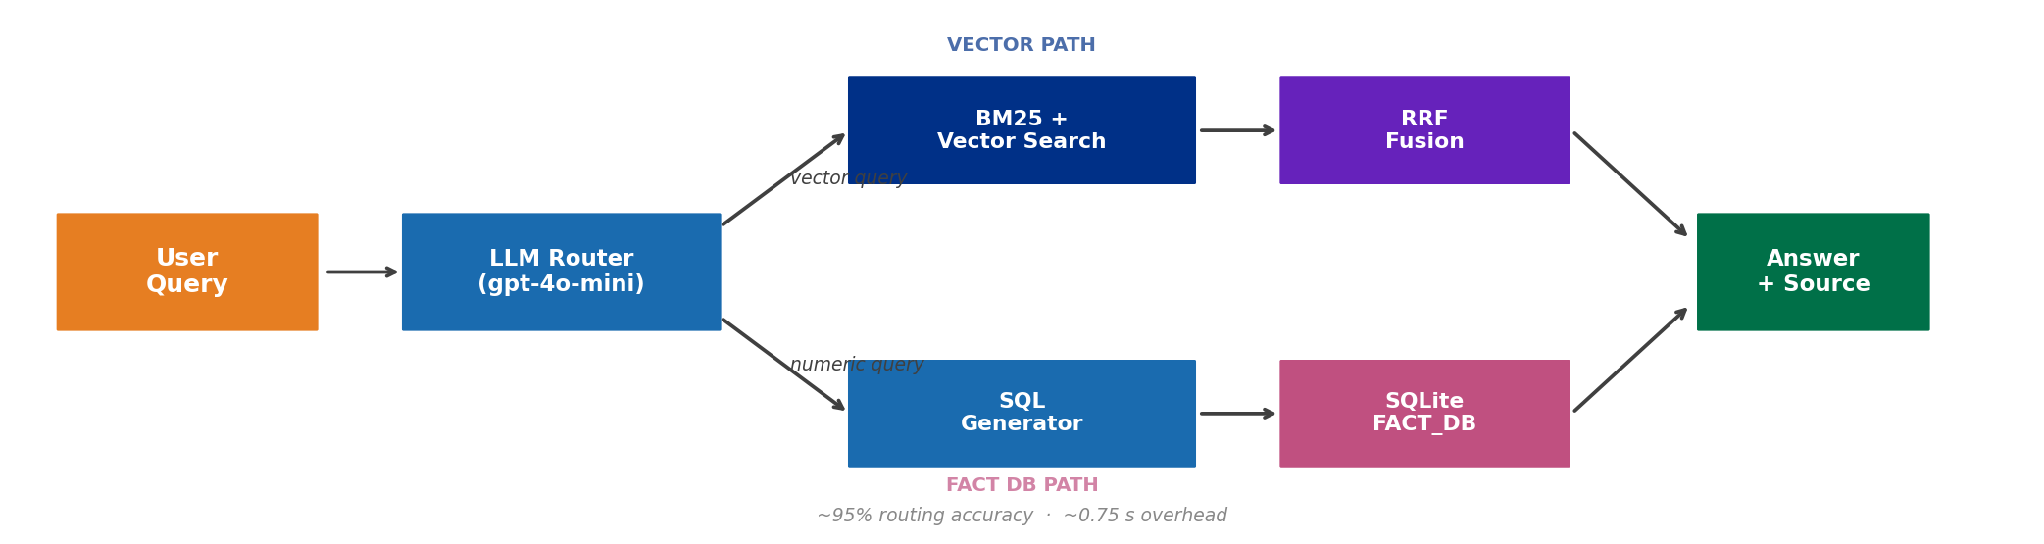 VECTOR PATH
BM25 +
Vector Search
RRF
Fusion
vector query
User
Query
LLM Router
(gpt-4o-mini)
Answer
+ Source
numeric query
SQL
Generator
SQLite
FACT_DB
FACT DB PATH
~95% routing accuracy · ~0.75 s overhead